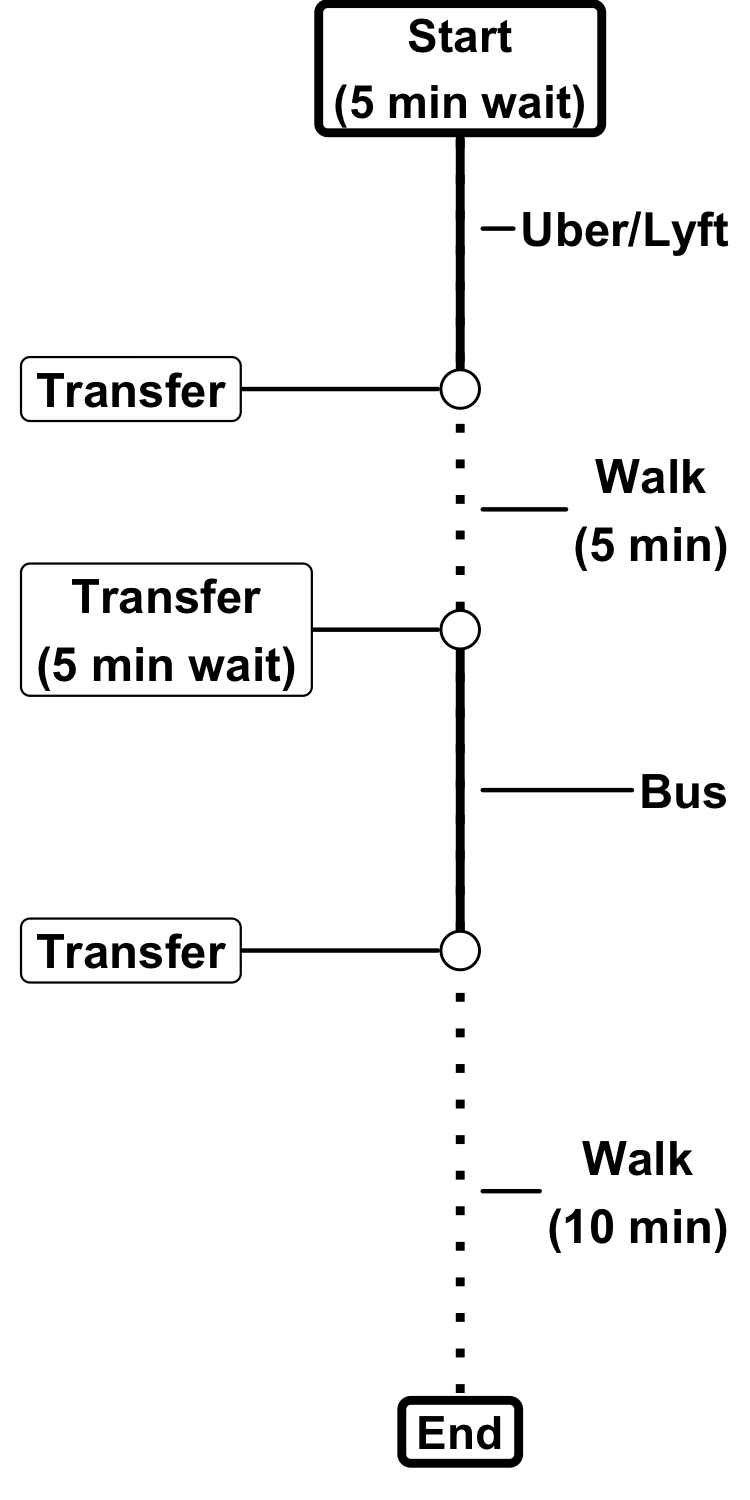 Start
(5 min wait)
Uber/Lyft
Transfer
Walk
(5 min)
Transfer
(5 min wait)
Bus
Transfer
Walk
(10 min)
End